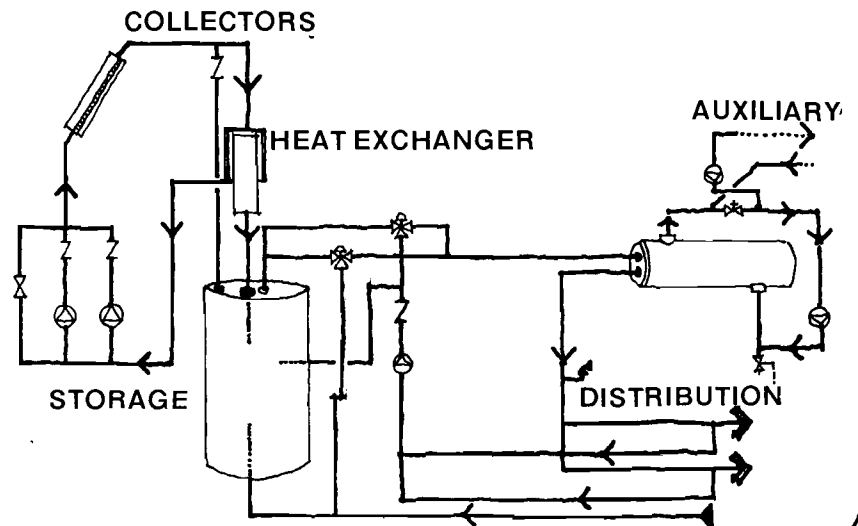 COLLECTORS
AUXILIARY
HEAT EXCHANGER
STORAGE
DISTRIBUTION